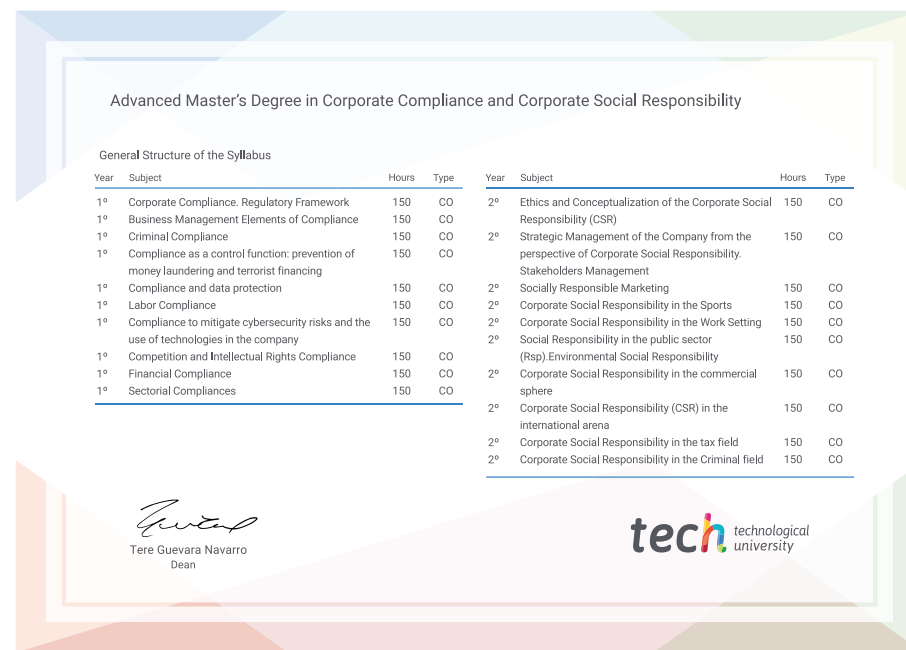 Advanced Master's Degree in Corporate Compliance and Corporate Social Responsibility
General Structure of the Syllabus
Year Subject Hours Type
1º Corporate Compliance. Regulatory Framework 150 CO
1º Business Management Elements of Compliance 150 CO
1º Criminal Compliance 150 CO
1º Compliance as a control function: prevention of 150 CO
money laundering and terrorist financing
1º Compliance and data protection 150 CO
1º Labor Compliance 150 CO
1º Compliance to mitigate cybersecurity risks and the 150 CO
use of technologies in the company
1º Competition and Intellectual Rights Compliance 150 CO
1º Financial Compliance 150 CO
1º Sectorial Compliances 150 CO
Year Subject Hours Type
2º Ethics and Conceptualization of the Corporate Social 150 CO
Responsibility (CSR)
2º Strategic Management of the Company from the 150 CO
perspective of Corporate Social Responsibility.
Stakeholders Management
2º Socially Responsible Marketing 150 CO
2º Corporate Social Responsibility in the Sports 150 CO
2º Corporate Social Responsibility in the Work Setting 150 CO
2º Social Responsibility in the public sector 150 CO
(Rsp).Environmental Social Responsibility
2º Corporate Social Responsibility in the commercial 150 CO
sphere
2º Corporate Social Responsibility (CSR) in the 150 CO
international arena
2º Corporate Social Responsibility in the tax field 150 CO
2º Corporate Social Responsibility in the Criminal field 150 CO
Tere Guevara Navarro
Dean
tech technological
university